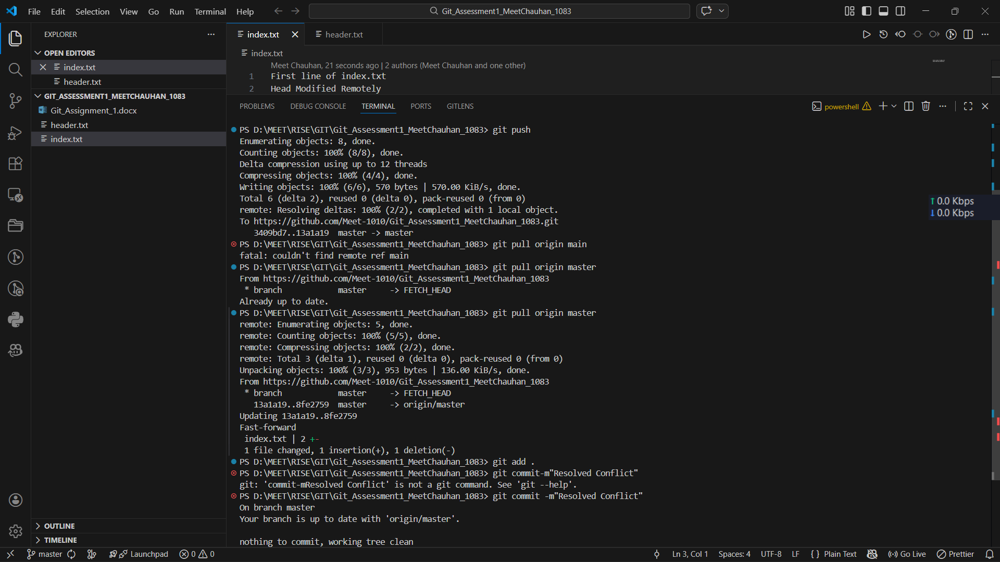 File Edit Selection View Go Run Terminal Help
Git_Assessment1_MeetChauhan_1083
EXPLORER
OPEN EDITORS
index.txt
header.txt
GIT_ASSESSMENT1_MEETCHAUHAN_1083
Git_Assignment_1.docx
header.txt
index.txt
OUTLINE
TIMELINE
index.txt header.txt
index.txt
Meet Chauhan, 21 seconds ago | 2 authors (Meet Chauhan and one other)
1 First line of index.txt
2 Head Modified Remotely
PROBLEMS DEBUG CONSOLE TERMINAL PORTS GITLENS
powershell
PS D:\MEET\RISE\GIT\Git_Assessment1_MeetChauhan_1083> git push
Enumerating objects: 8, done.
Counting objects: 100% (8/8), done.
Delta compression using up to 12 threads
Compressing objects: 100% (4/4), done.
Writing objects: 100% (6/6), 570 bytes | 570.00 KiB/s, done.
Total 6 (delta 2), reused 0 (delta 0), pack-reused 0 (from 0)
remote: Resolving deltas: 100% (2/2), completed with 1 local object.
To https://github.com/Meet-1010/Git_Assessment1_MeetChauhan_1083.git
3409bd7..13a1a19 master -> master
PS D:\MEET\RISE\GIT\Git_Assessment1_MeetChauhan_1083> git pull origin main
fatal: couldn't find remote ref main
PS D:\MEET\RISE\GIT\Git_Assessment1_MeetChauhan_1083> git pull origin master
From https://github.com/Meet-1010/Git_Assessment1_MeetChauhan_1083
* branch master -> FETCH_HEAD
Already up to date.
PS D:\MEET\RISE\GIT\Git_Assessment1_MeetChauhan_1083> git pull origin master
remote: Enumerating objects: 5, done.
remote: Counting objects: 100% (5/5), done.
remote: Compressing objects: 100% (2/2), done.
remote: Total 3 (delta 1), reused 0 (delta 0), pack-reused 0 (from 0)
Unpacking objects: 100% (3/3), 953 bytes | 136.00 KiB/s, done.
From https://github.com/Meet-1010/Git_Assessment1_MeetChauhan_1083
* branch master -> FETCH_HEAD
13a1a19..8fe2759 master -> origin/master
Updating 13a1a19..8fe2759
Fast-forward
index.txt | 2 +-
1 file changed, 1 insertion(+), 1 deletion(-)
PS D:\MEET\RISE\GIT\Git_Assessment1_MeetChauhan_1083> git add .
PS D:\MEET\RISE\GIT\Git_Assessment1_MeetChauhan_1083> git commit-m"Resolved Conflict"
git: 'commit-mResolved Conflict' is not a git command. See 'git --help'.
PS D:\MEET\RISE\GIT\Git_Assessment1_MeetChauhan_1083> git commit -m"Resolved Conflict"
On branch master
Your branch is up to date with 'origin/master'.
nothing to commit, working tree clean
↑ 0.0 Kbps
↓ 0.0 Kbps
master Launchpad 0 0 Ln 3, Col 1 Spaces: 4 UTF-8 LF {} Plain Text Go Live Prettier